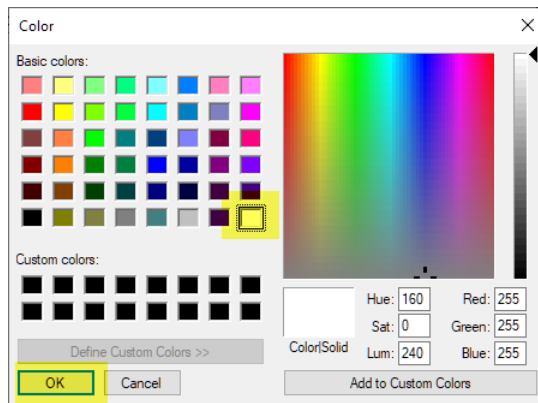 Color
Basic colors:
Custom colors:
Define Custom Colors >>
OK
Cancel
Color|Solid
Hue: 160
Sat: 0
Lum: 240
Red: 255
Green: 255
Blue: 255
Add to Custom Colors